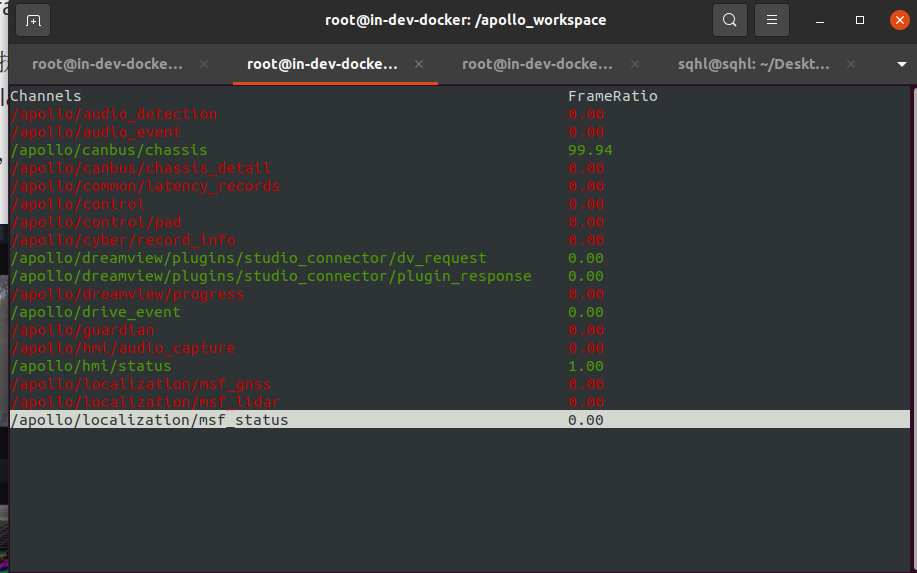 root@in-dev-docker: /apollo_workspace
root@in-dev-docke... × root@in-dev-docke... × root@in-dev-docke... × sqhl@sqhl: ~/Deskt... ×
Channels FrameRatio
/apollo/audio_detection 0.00
/apollo/audio_event 0.00
/apollo/canbus/chassis 99.94
/apollo/canbus/chassis_detail 0.00
/apollo/common/latency_records 0.00
/apollo/control 0.00
/apollo/control/pad 0.00
/apollo/cyber/record_info 0.00
/apollo/dreamview/plugins/studio_connector/dv_request 0.00
/apollo/dreamview/plugins/studio_connector/plugin_response 0.00
/apollo/dreamview/progress 0.00
/apollo/drive_event 0.00
/apollo/guardian 0.00
/apollo/hmi/audio_capture 0.00
/apollo/hmi/status 1.00
/apollo/localization/msf_gnss 0.00
/apollo/localization/msf_lidar 0.00
/apollo/localization/msf_status 0.00